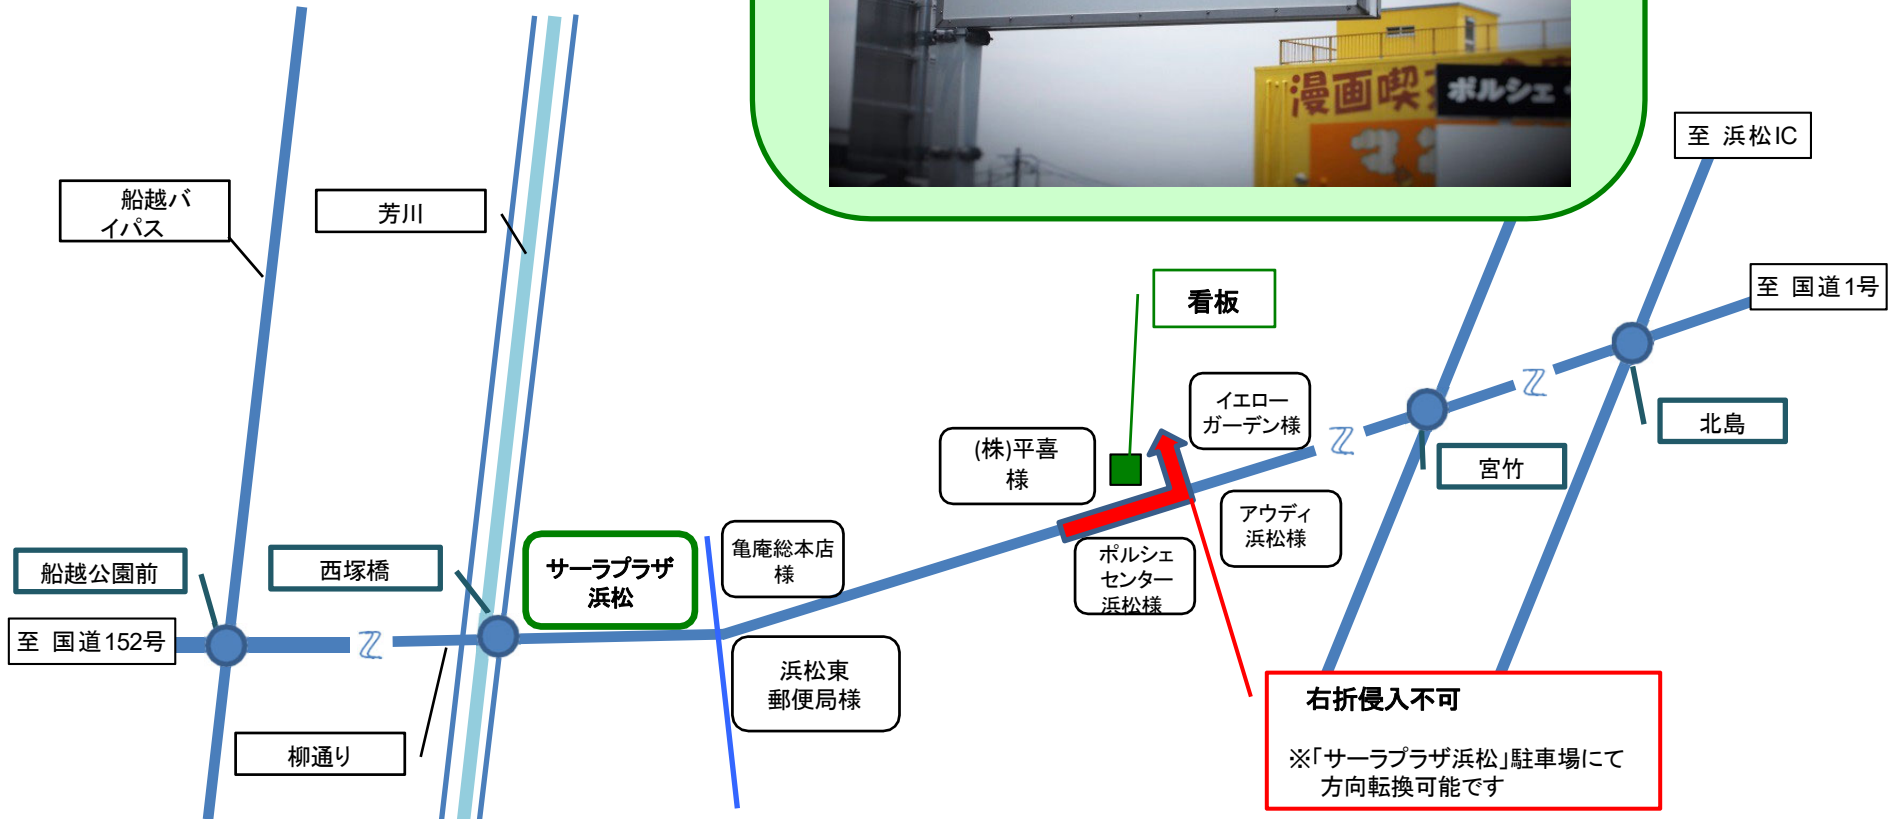 漫画喫
ポルシェ
至 浜松IC
船越バ
イパス
芳川
至 国道1号
看板
イエロー
ガーデン様
(株)平喜
様
北島
宮竹
アウディ
浜松様
ポルシェ
センター
浜松様
亀庵総本店
様
サーラプラザ
浜松
西塚橋
船越公園前
至 国道152号
浜松東
郵便局様
柳通り
右折侵入不可
※「サーラプラザ浜松」駐車場にて
方向転換可能です